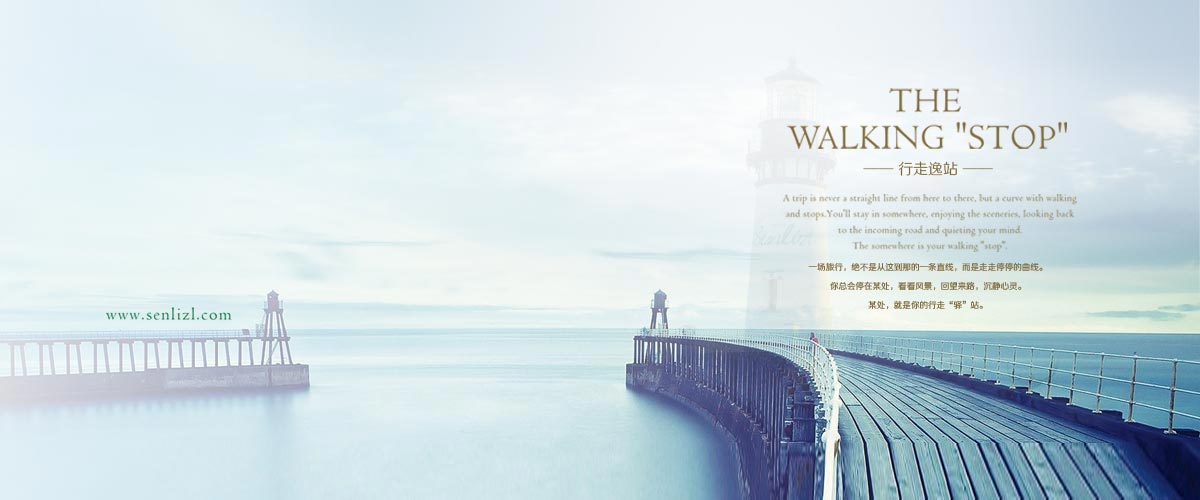 THE
WALKING "STOP"
行走逸站
A trip is never a straight line from here to there, but a curve with walking
and stops.You'll stay in somewhere, enjoying the sceneries, looking back
to the incoming road and quieting your mind.
The somewhere is your walking "stop".
Senlizl
一场旅行，绝不是从这到那的一条直线，而是走走停停的曲线。
你总会停在某处，看看风景，回望来路，沉静心灵。
某处，就是你的行走“驿”站。
www.senlizl.com